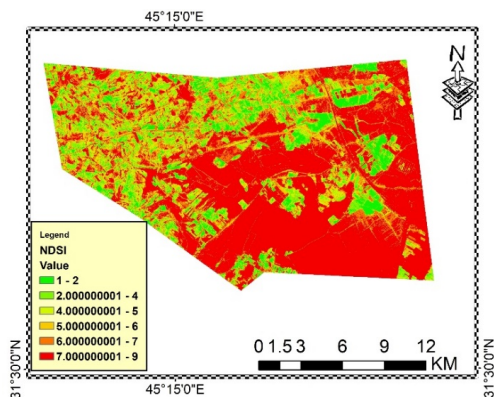 45°15'0"E
N
Legend
NDSI
Value
1 - 2
2.000000001 - 4
4.000000001 - 5
5.000000001 - 6
6.000000001 - 7
7.000000001 - 9
0 1.5 3 6 9 12
KM
31°30'0"N
31°30'0"N
45°15'0"E